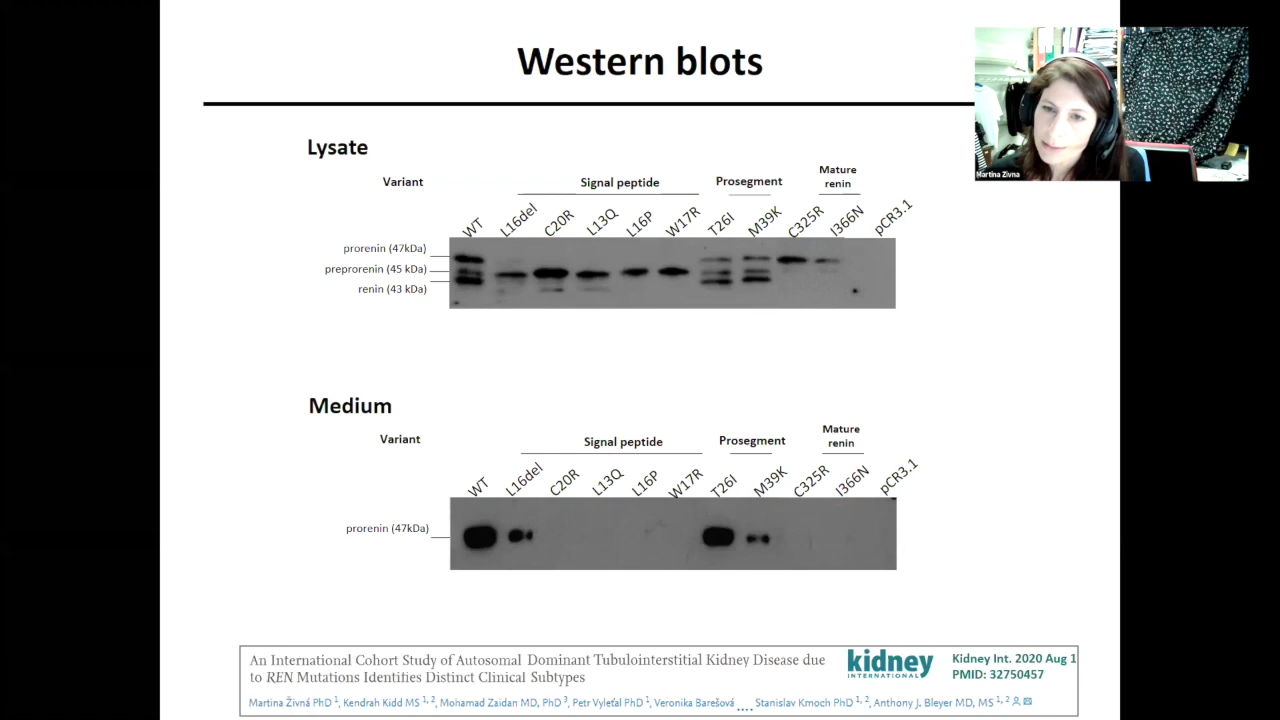 Western blots
Martina Zivna
Lysate
Variant
Signal peptide
Prosegment
Mature
renin
WT L16del C20R L13Q L16P W17R T26I M39K C325R I366N pCR3.1
prorenin (47kDa)
preprorenin (45 kDa)
renin (43 kDa)
Medium
Variant
Signal peptide
Prosegment
Mature
renin
WT L16del C20R L13Q L16P W17R T26I M39K C325R I366N pCR3.1
prorenin (47kDa)
An International Cohort Study of Autosomal Dominant Tubulointerstitial Kidney Disease due
to REN Mutations Identifies Distinct Clinical Subtypes
Martina Živná PhD 1, Kendrah Kidd MS 1, 2, Mohamad Zaidan MD, PhD 3, Petr Vyleťal PhD 1, Veronika Barešová .... Stanislav Kmoch PhD 1, 2, Anthony J. Bleyer MD, MS 1, 2
kidney
INTERNATIONAL
Kidney Int. 2020 Aug 1
PMID: 32750457